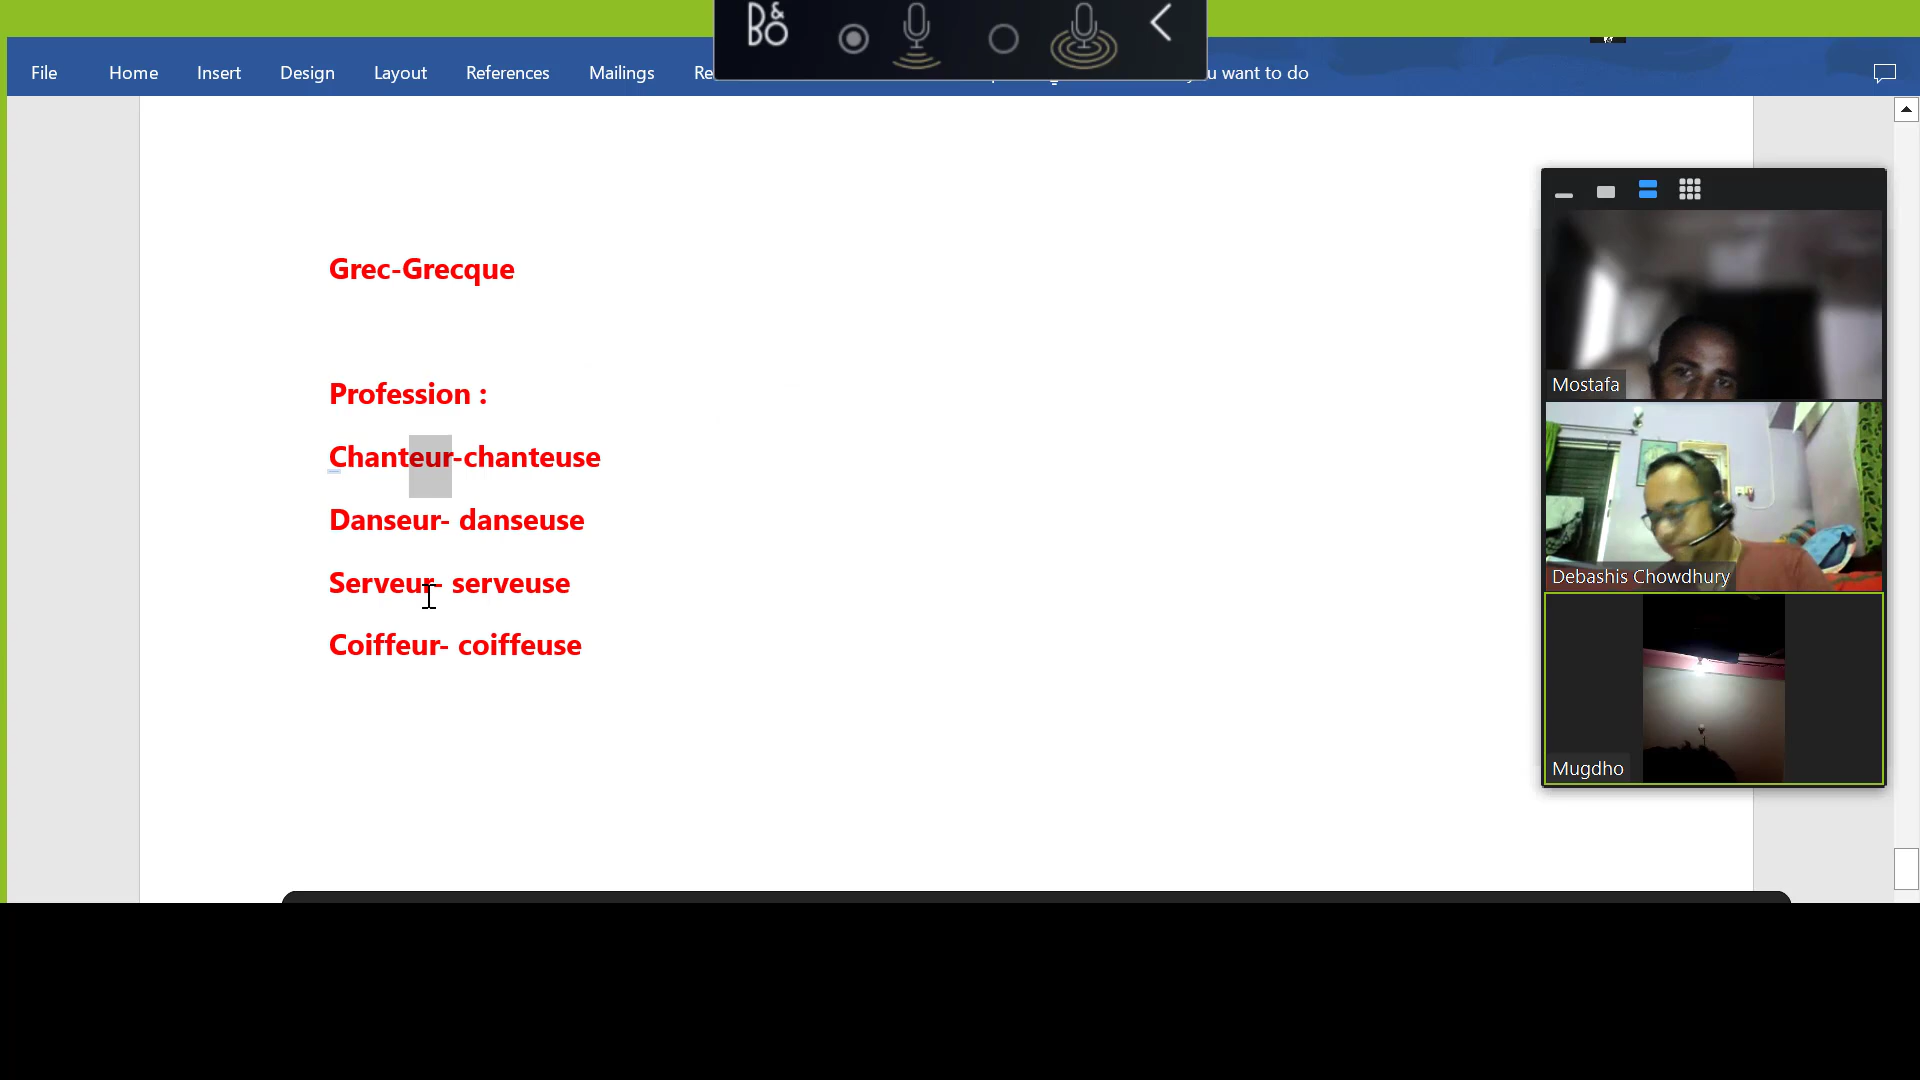 B&O
File Home Insert Design Layout References Mailings Re u want to do
Grec-Grecque
Profession :
Chanteur-chanteuse
Danseur- danseuse
Serveur- serveuse
Coiffeur- coiffeuse
Mostafa
Debashis Chowdhury
Mugdho